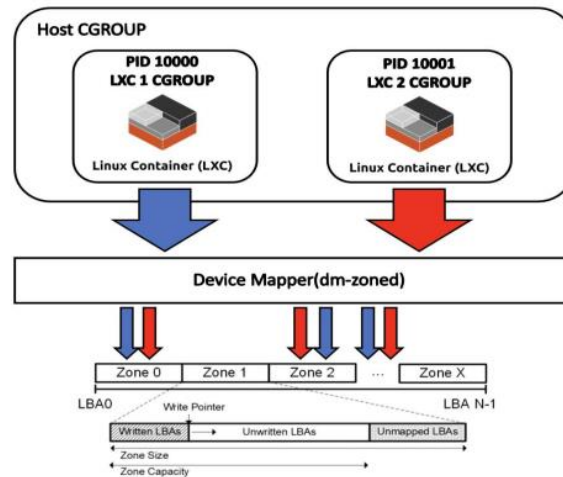 Host CGROUP
PID 10000
LXC 1 CGROUP
Linux Container (LXC)
PID 10001
LXC 2 CGROUP
Linux Container (LXC)
Device Mapper(dm-zoned)
Zone 0
Zone 1
Zone 2
...
Zone X
LBA0
LBA N-1
Write Pointer
Written LBAs
Unwritten LBAs
Unmapped LBAs
Zone Size
Zone Capacity